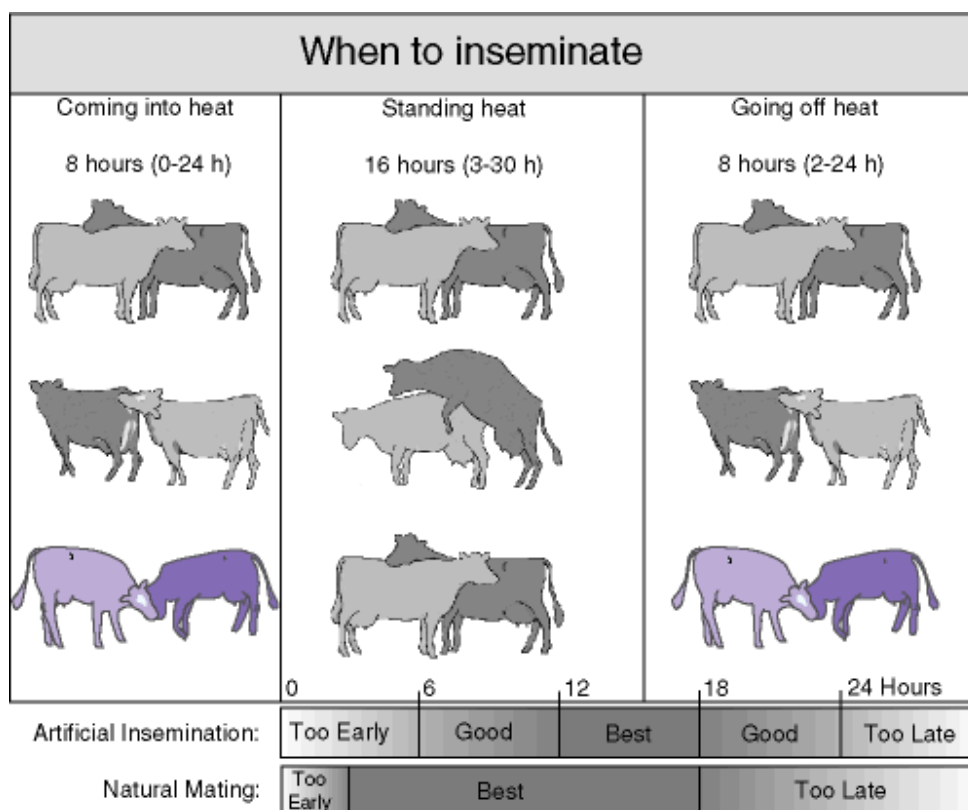 When to inseminate
Coming into heat
Standing heat
Going off heat
8 hours (0-24 h)
16 hours (3-30 h)
8 hours (2-24 h)
0 6 12 18 24 Hours
Artificial Insemination: Too Early Good Best Good Too Late
Natural Mating: Too Early Best Too Late